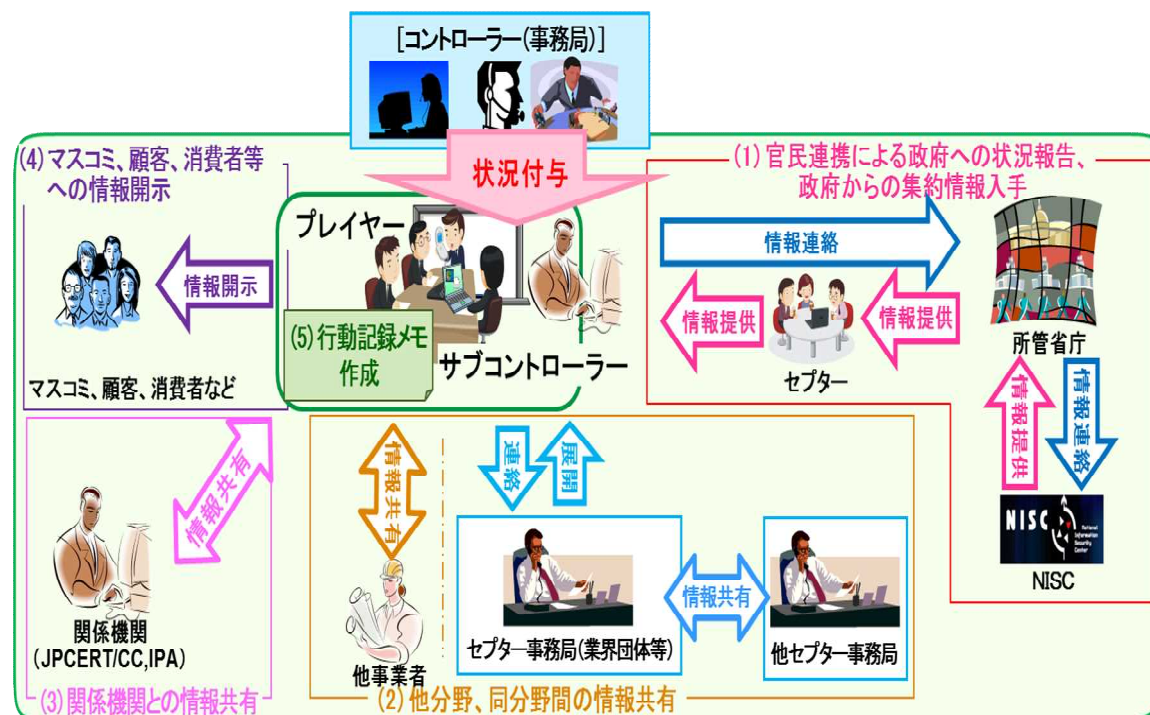 [コントローラー(事務局)]
状況付与
(4)マスコミ、顧客、消費者等
への情報開示
情報開示
マスコミ、顧客、消費者など
プレイヤー
(5)行動記録メモ
作成
サブコントローラー
(1)官民連携による政府への状況報告、
政府からの集約情報入手
情報連絡
情報提供
情報提供
セプター
所管省庁
情報提供
情報連絡
NISC
National
Information
Security
Center
NISC
情報共有
関係機関
(JPCERT/CC,IPA)
(3)関係機関との情報共有
情報共有
他事業者
連絡
展開
セプター事務局(業界団体等)
情報共有
他セプター事務局
(2)他分野、同分野間の情報共有